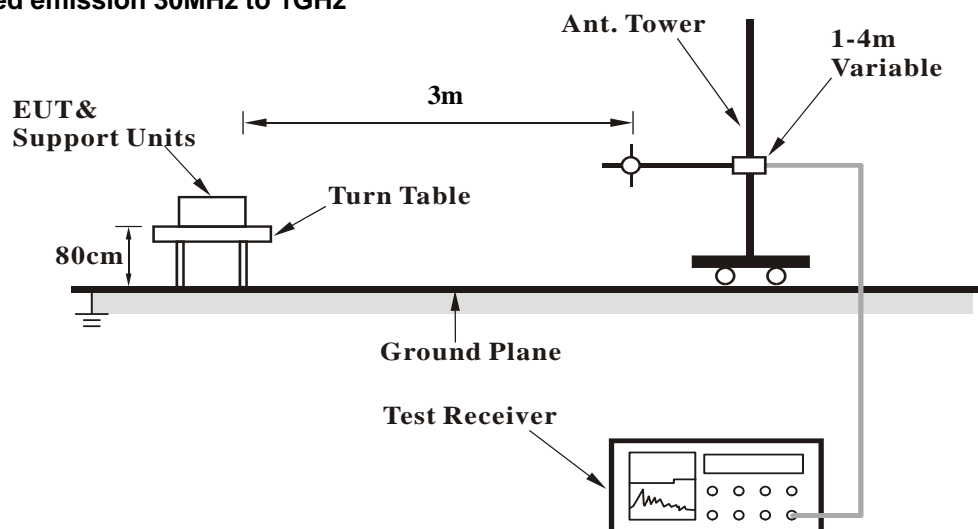 emission 30MHz to 1GHz
Ant. Tower
1-4m
Variable
3m
EUT&
Support Units
Turn Table
80cm
Ground Plane
Test Receiver